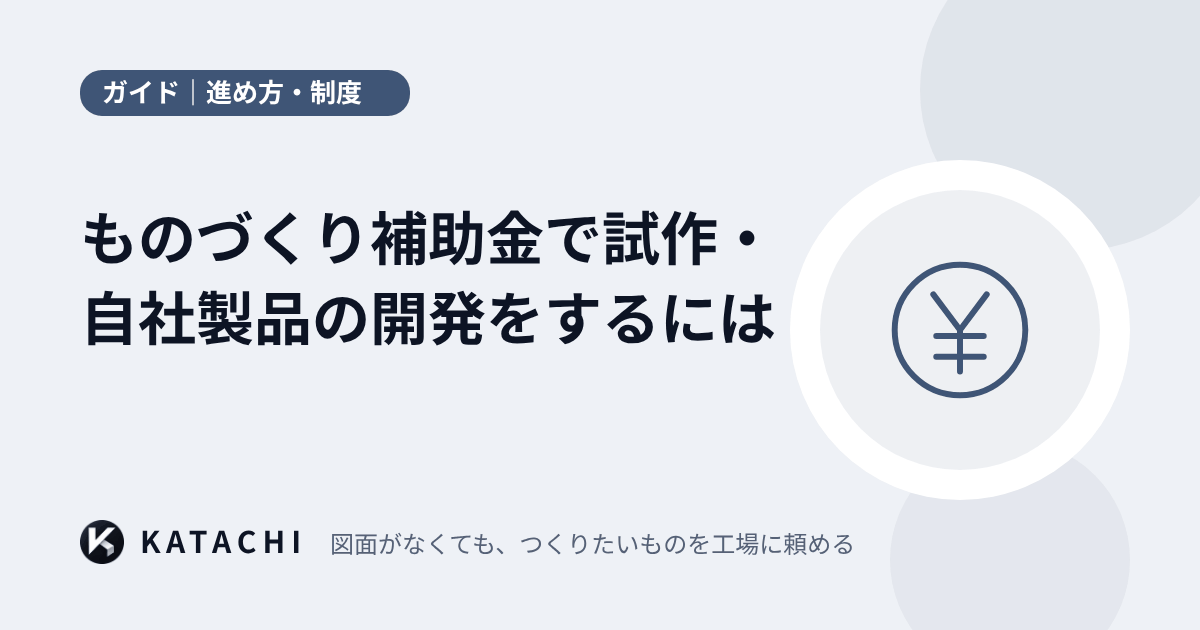 ガイド｜進め方・制度
ものづくり補助金で試作・
自社製品の開発をするには
KATACHI 図面がなくても、つくりたいものを工場に頼める